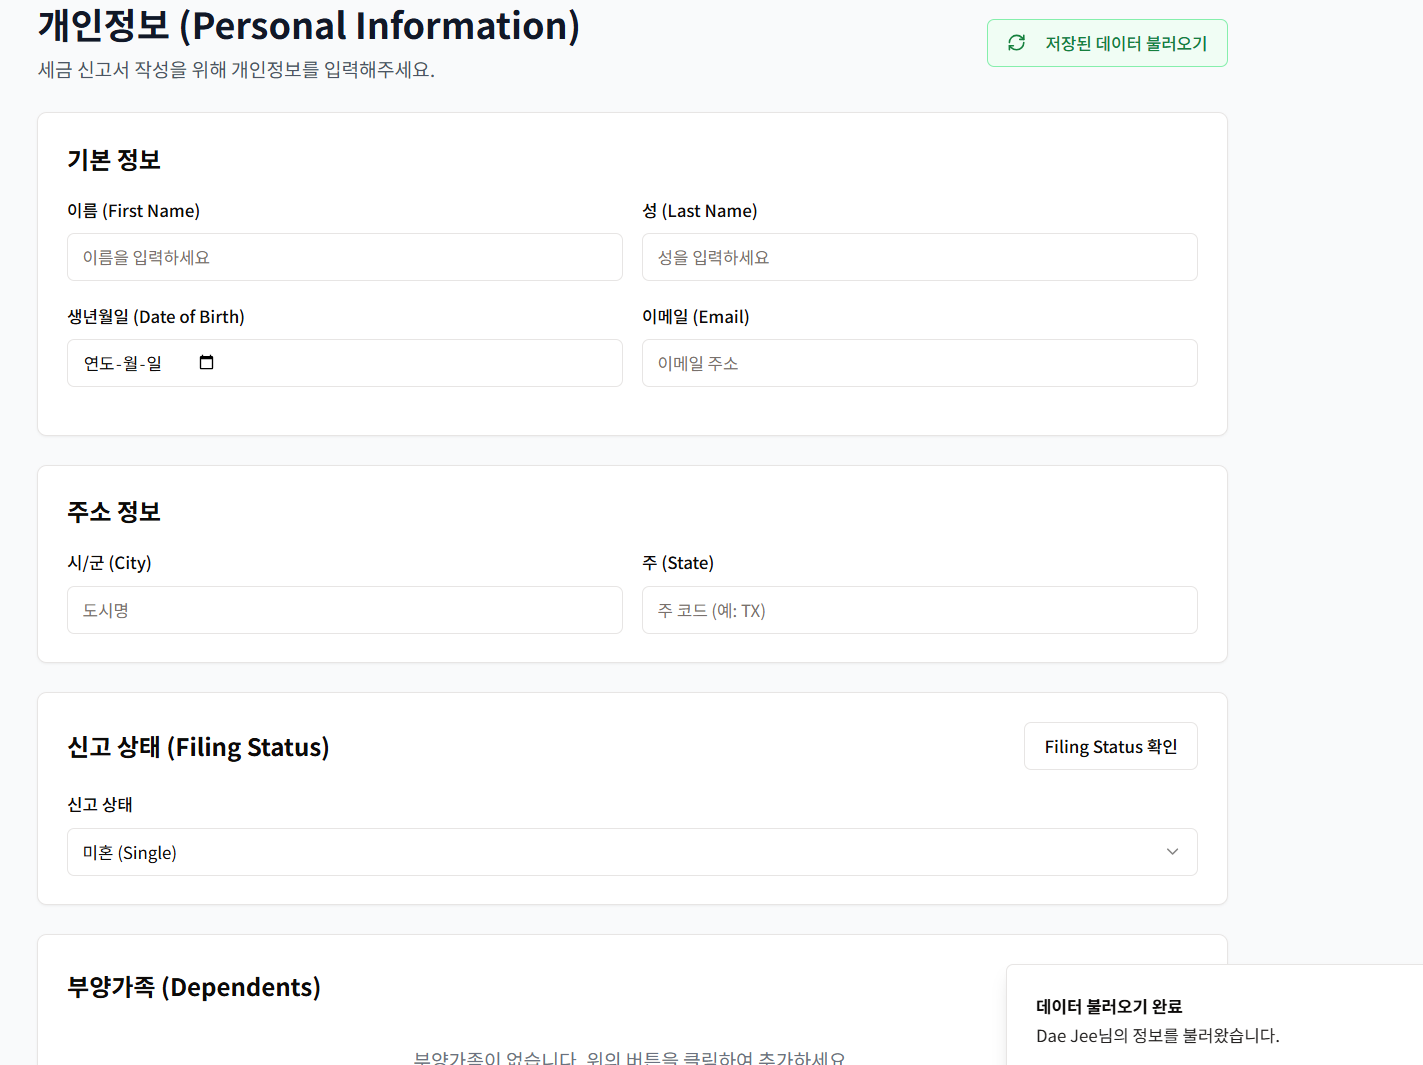 개인정보 (Personal Information)
저장된 데이터 불러오기
세금 신고서 작성을 위해 개인정보를 입력해주세요.
기본 정보
이름 (First Name)
성 (Last Name)
이름을 입력하세요
성을 입력하세요
생년월일 (Date of Birth)
이메일 (Email)
연도-월-일
이메일 주소
주소 정보
시/군 (City)
주 (State)
도시명
주 코드 (예: TX)
신고 상태 (Filing Status)
Filing Status 확인
신고 상태
미혼 (Single)
부양가족 (Dependents)
데이터 불러오기 완료
Dae Jee님의 정보를 불러왔습니다.
부양가족이 없습니다. 위의 버튼을 클릭하여 추가하세요